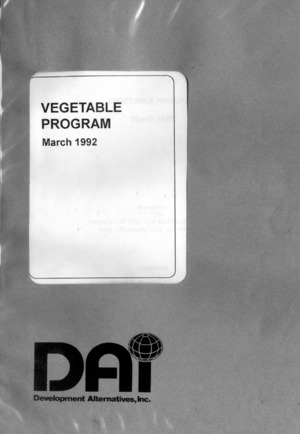 VEGETABLE
PROGRAM
March 1992
DAI
Development Alternatives, Inc.